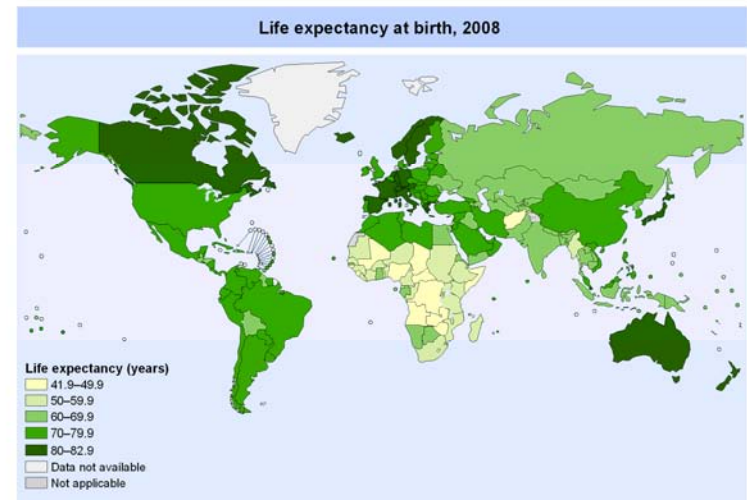 Life expectancy at birth, 2008
Life expectancy (years)
41.9–49.9
50–59.9
60–69.9
70–79.9
80–82.9
Data not available
Not applicable